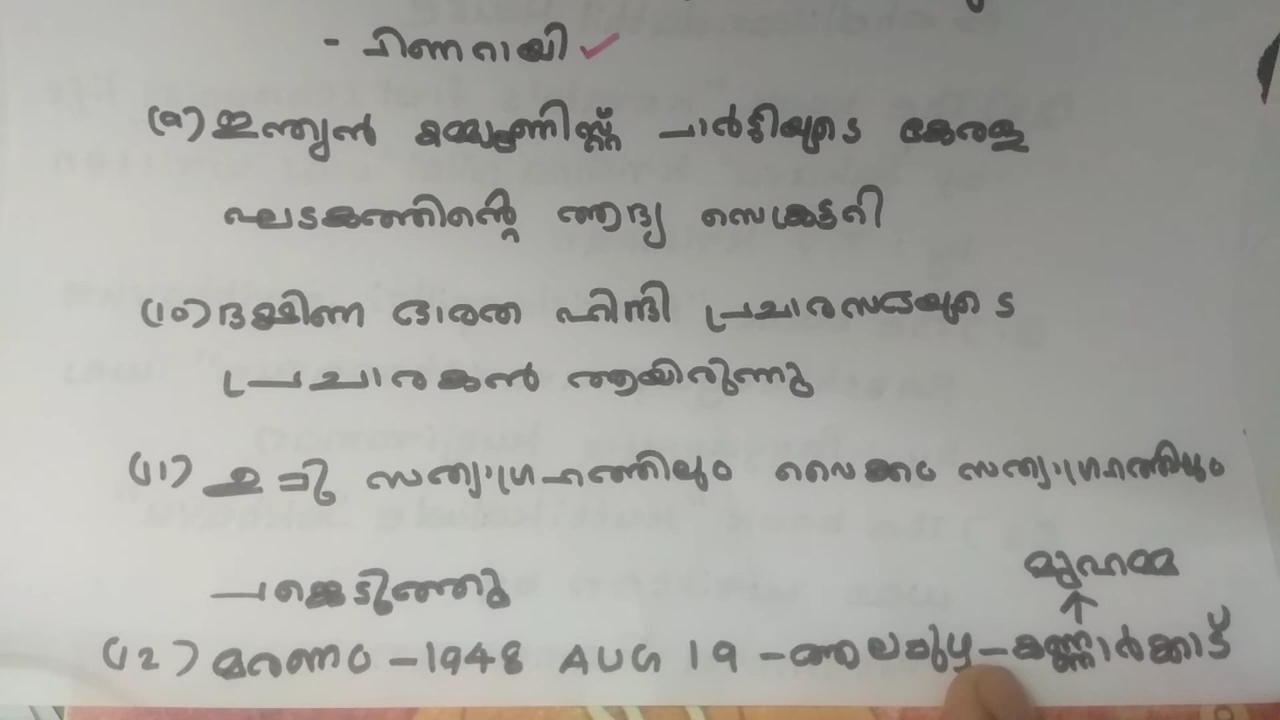 - പിണറായി
(9) ഇന്ത്യൻ കമ്മ്യൂണിസ്റ്റ് പാർട്ടിയുടെ കേരള
ഘടകത്തിന്റെ ആദ്യ സെക്രട്ടറി
(10) ദക്ഷിണ ഭാരത ഹിന്ദി പ്രചാരസഭയുടെ
പ്രചാരകൻ ആയിരുന്നു
(11) ഉപ്പു സത്യാഗ്രഹത്തിലും വൈക്കം സത്യാഗ്രഹത്തിലും
പങ്കെടുത്തു
മുഹമ്മ
(12) മരണം - 1948 AUG 19 - ആലപ്പുഴ - കണ്ണാർക്കാട്